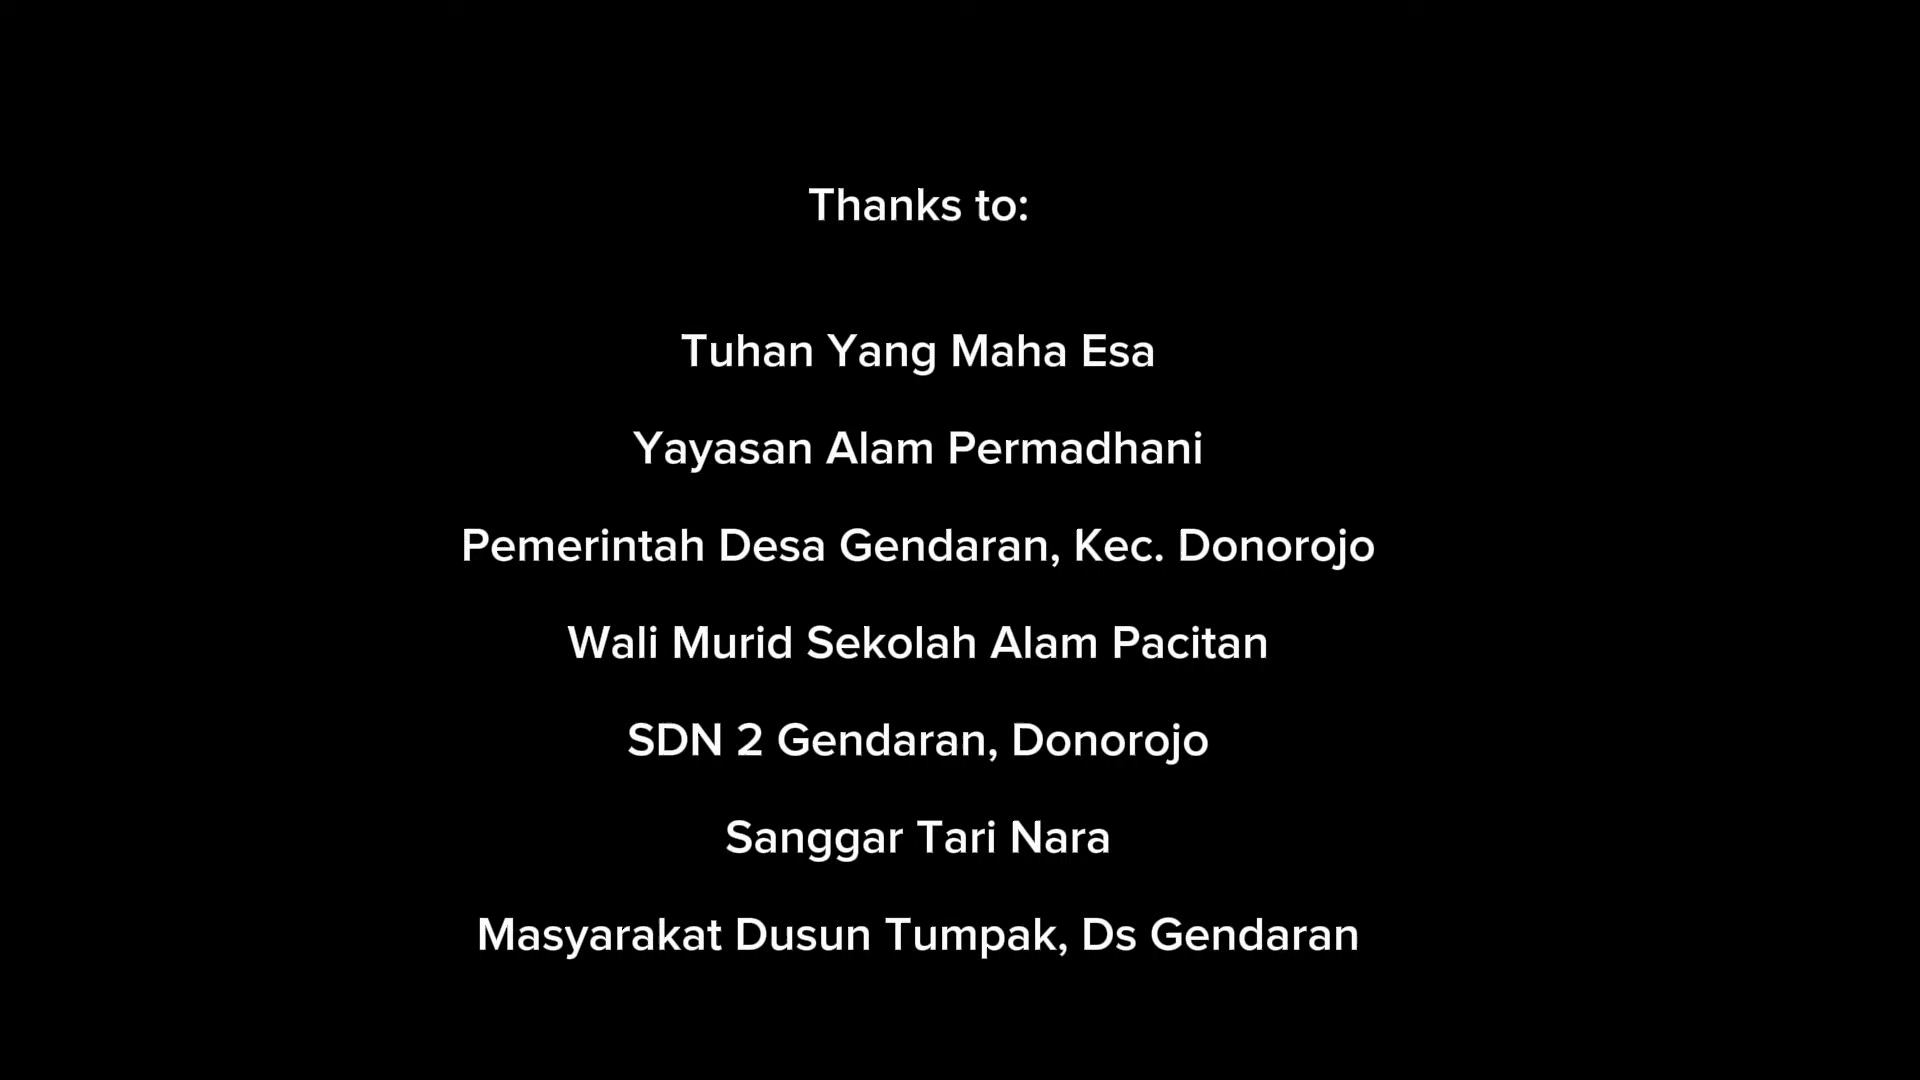 Thanks to:
Tuhan Yang Maha Esa
Yayasan Alam Permadhani
Pemerintah Desa Gendaran, Kec. Donorojo
Wali Murid Sekolah Alam Pacitan
SDN 2 Gendaran, Donorojo
Sanggar Tari Nara
Masyarakat Dusun Tumpak, Ds Gendaran